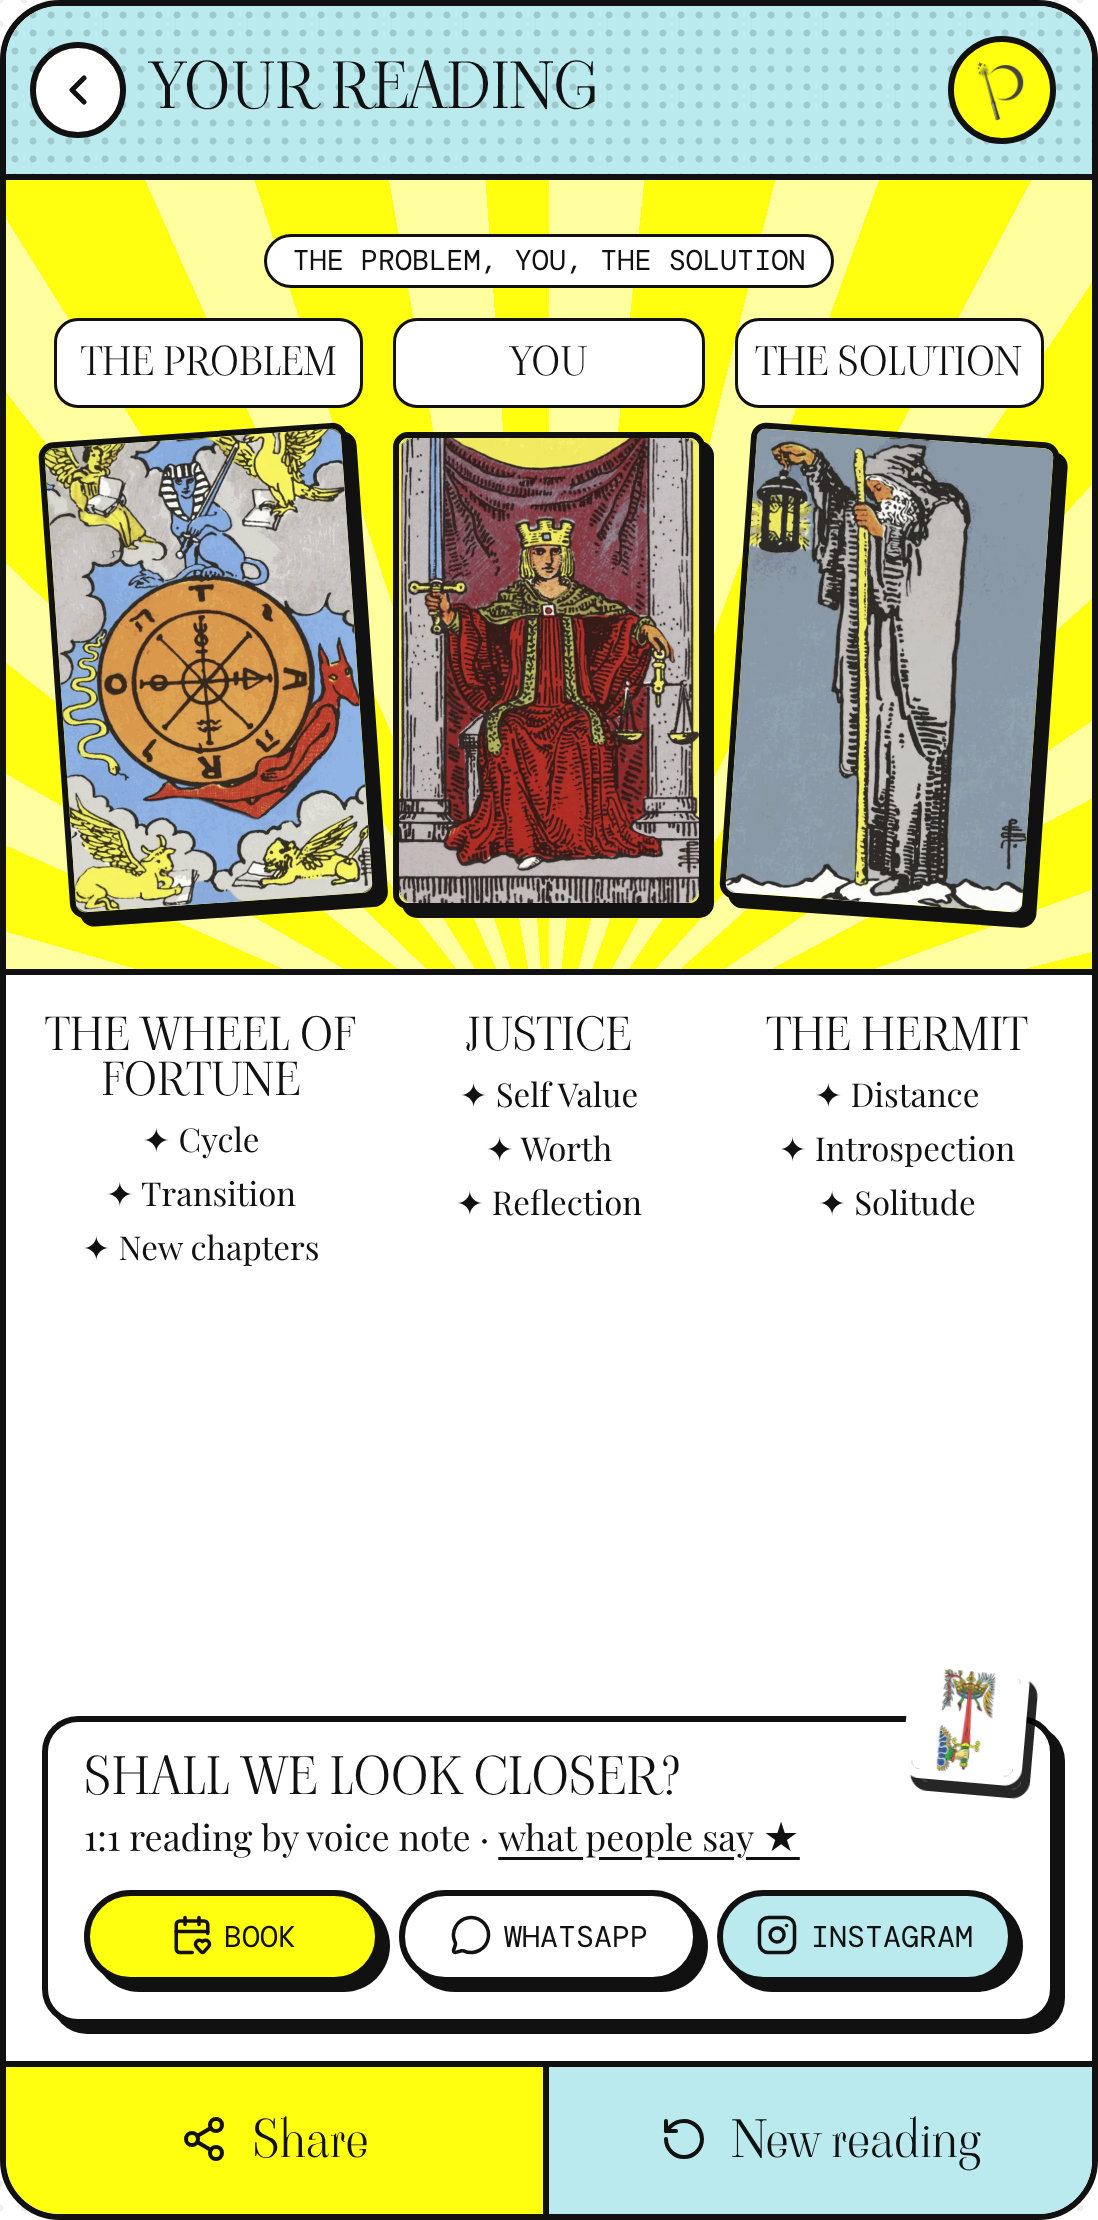 YOUR READING
THE PROBLEM, YOU, THE SOLUTION
THE PROBLEM
YOU
THE SOLUTION
THE WHEEL OF
FORTUNE
✦ Cycle
✦ Transition
✦ New chapters
JUSTICE
✦ Self Value
✦ Worth
✦ Reflection
THE HERMIT
✦ Distance
✦ Introspection
✦ Solitude
SHALL WE LOOK CLOSER?
1:1 reading by voice note · what people say ★
BOOK
WHATSAPP
INSTAGRAM
Share
New reading